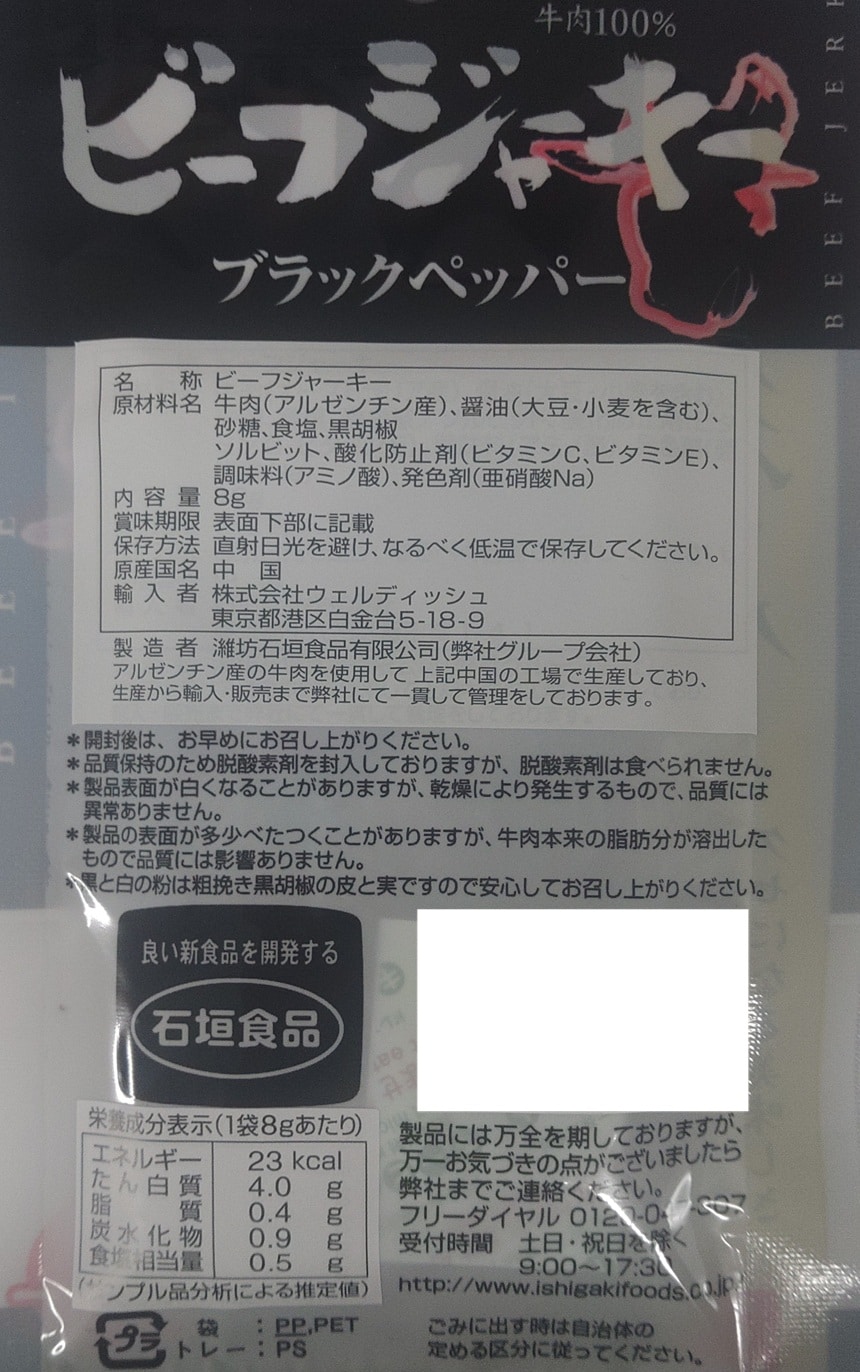 牛肉100%
ビーフジャーキー
BEEF JER
ブラックペッパー
名称 ビーフジャーキー
原材料名 牛肉(アルゼンチン産)、醤油(大豆・小麦を含む)、
砂糖、食塩、黒胡椒
ソルビット、酸化防止剤(ビタミンC、ビタミンE)、
調味料(アミノ酸)、発色剤(亜硝酸Na)
内容量 8g
賞味期限 表面下部に記載
保存方法 直射日光を避け、なるべく低温で保存してください。
原産国名 中国
輸入者 株式会社ウェルディッシュ
東京都港区白金台5-18-9
製造者 濰坊石垣食品有限公司(弊社グループ会社)
アルゼンチン産の牛肉を使用して上記中国の工場で生産しており、
生産から輸入・販売まで弊社にて一貫して管理をしております。
*開封後は、お早めにお召し上がりください。
*品質保持のため脱酸素剤を封入しておりますが、脱酸素剤は食べられません。
*製品表面が白くなることがありますが、乾燥により発生するもので、品質には
異常ありません。
*製品の表面が多少べたつくことがありますが、牛肉本来の脂肪分が溶出した
もので品質には影響ありません。
*黒と白の粉は粗挽き黒胡椒の皮と実ですので安心してお召し上がりください。
良い新食品を開発する
石垣食品
栄養成分表示(1袋8gあたり)
エネルギー 23 kcal
たん白質 4.0 g
脂質 0.4 g
炭水化物 0.9 g
食塩相当量 0.5 g
(サンプル品分析による推定値)
製品には万全を期しておりますが、
万一お気づきの点がございましたら
弊社までご連絡ください。
フリーダイヤル
受付時間 土日・祝日を除く
9:00〜17:30
http://www.ishigakifoods.co.jp
プラ
袋:PP,PET
トレー:PS
ごみに出す時は自治体の
定める区分に従ってください。